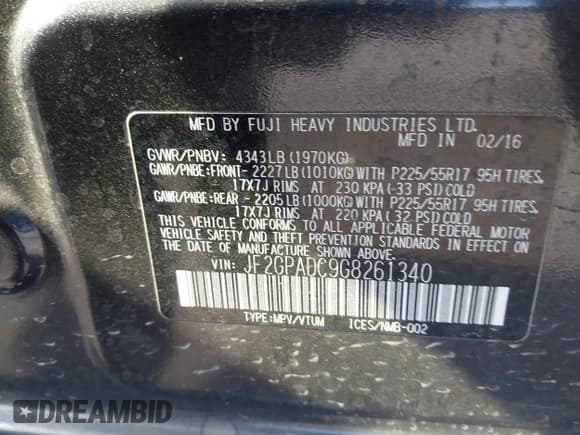 MFD BY FUJI HEAVY INDUSTRIES LTD.
MFD IN 02/16
GVWR/PNBV: 4343LB(1970KG)
GAWR/PNBE:FRONT- 2227LB(1010KG)WITH P225/55R17 95H TIRES,
17X7J RIMS AT 230 KPA(-33 PSI)COLD
GAWR/PNBE:REAR - 2205LB(1000KG)WITH P225/55R17 95H TIRES,
17X7J RIMS AT 220 KPA( 32 PSI)COLD
THIS VEHICLE CONFORMS TO ALL APPLICABLE FEDERAL MOTOR
VEHICLE SAFETY AND THEFT PREVENTION STANDARDS IN EFFECT ON
THE DATE OF MANUFACTURE SHOWN ABOVE.
VIN: JF2GPADC9G8261340
TYPE:MPV/VTUM ICES/NMB-002
DREAMBID